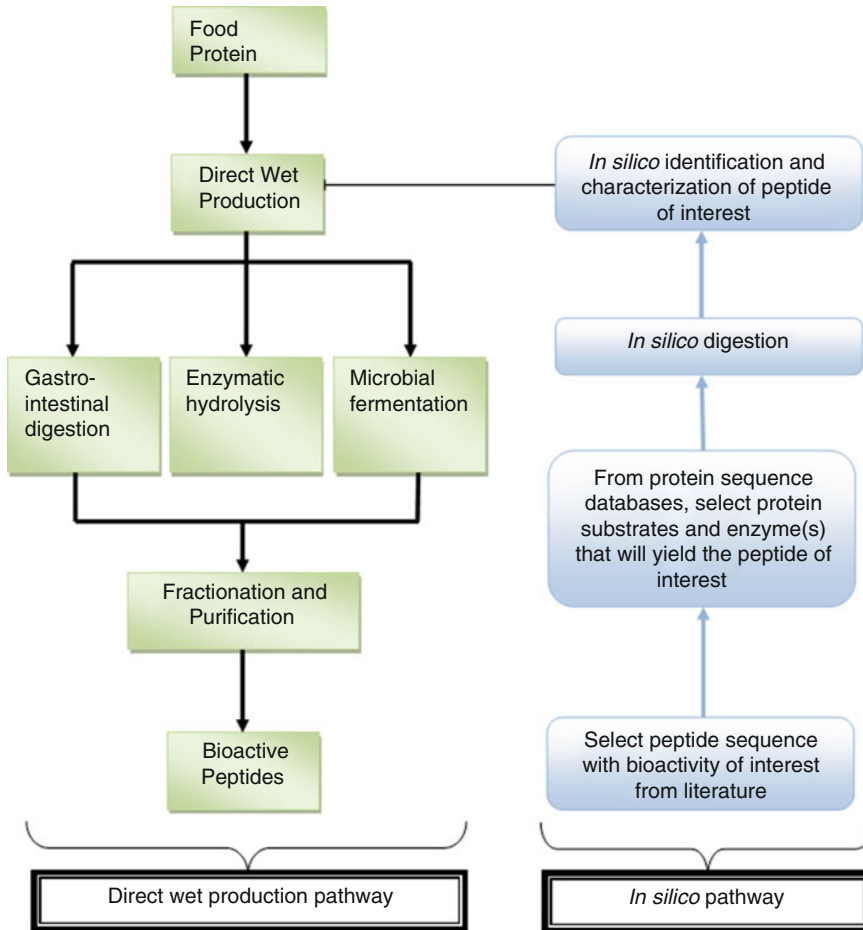 Food
Protein
Direct Wet
Production
Gastro-
intestinal
digestion
Enzymatic
hydrolysis
Microbial
fermentation
Fractionation and
Purification
Bioactive
Peptides
Direct wet production pathway
In silico identification and
characterization of peptide
of interest
In silico digestion
From protein sequence
databases, select protein
substrates and enzyme(s)
that will yield the peptide of
interest
Select peptide sequence
with bioactivity of interest
from literature
In silico pathway